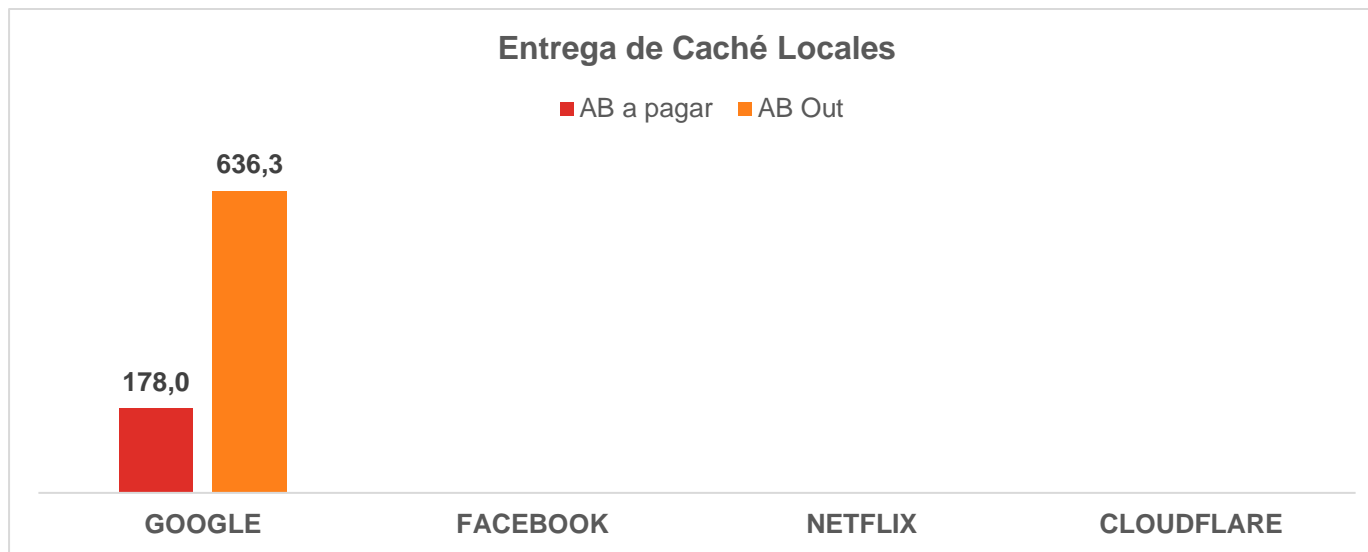 Entrega de Caché Locales
AB a pagar AB Out
636,3
178,0
GOOGLE FACEBOOK NETFLIX CLOUDFLARE